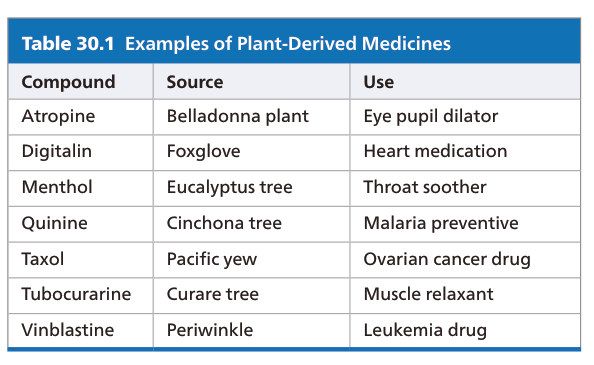 Table 30.1 Examples of Plant-Derived Medicines
Compound Source Use
Atropine Belladonna plant Eye pupil dilator
Digitalin Foxglove Heart medication
Menthol Eucalyptus tree Throat soother
Quinine Cinchona tree Malaria preventive
Taxol Pacific yew Ovarian cancer drug
Tubocurarine Curare tree Muscle relaxant
Vinblastine Periwinkle Leukemia drug